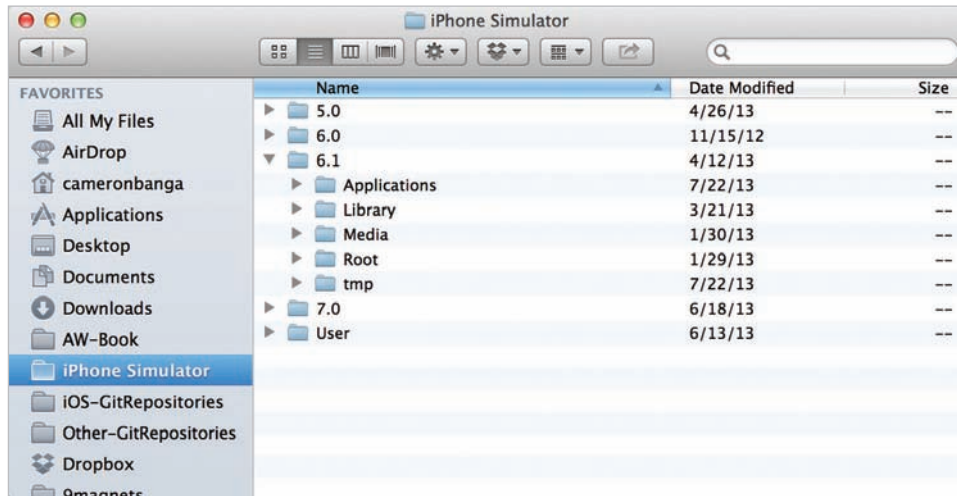 iPhone Simulator
FAVORITES
All My Files
AirDrop
cameronbanga
Applications
Desktop
Documents
Downloads
AW-Book
iPhone Simulator
iOS-GitRepositories
Other-GitRepositories
Dropbox
9magnets
Name Date Modified Size
5.0 4/26/13 --
6.0 11/15/12 --
6.1 4/12/13 --
Applications 7/22/13 --
Library 3/21/13 --
Media 1/30/13 --
Root 1/29/13 --
tmp 7/22/13 --
7.0 6/18/13 --
User 6/13/13 --